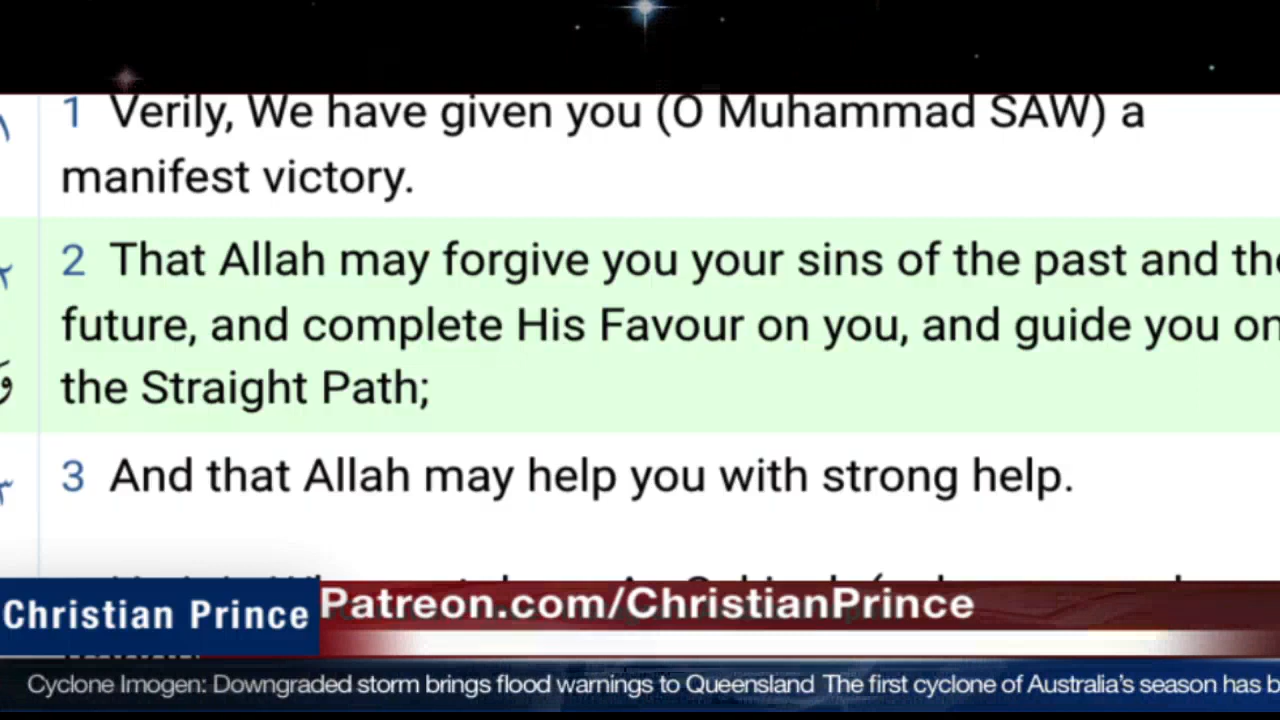 1 Verily, We have given you (O Muhammad SAW) a
manifest victory.
2 That Allah may forgive you your sins of the past and the
future, and complete His Favour on you, and guide you on
the Straight Path;
3 And that Allah may help you with strong help.
Christian Prince
Patreon.com/ChristianPrince
Cyclone Imogen: Downgraded storm brings flood warnings to Queensland The first cyclone of Australia's season has b